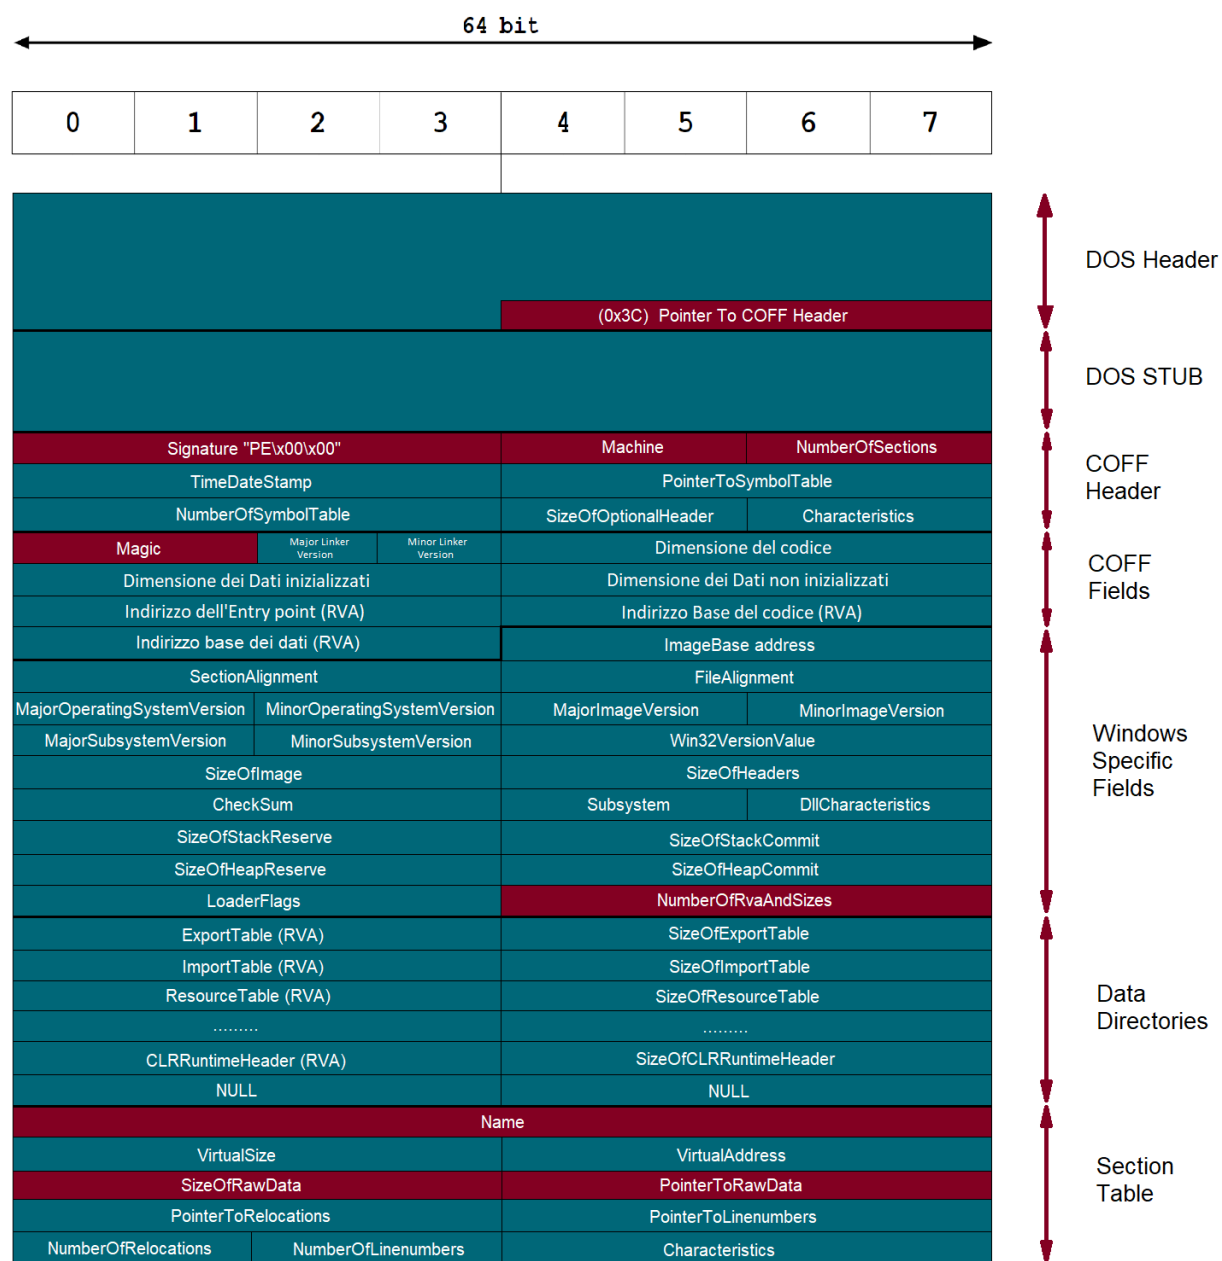 64 bit
0 1 2 3 4 5 6 7
DOS Header
(0x3C) Pointer To COFF Header
DOS STUB
Signature "PE\x00\x00" Machine NumberOfSections
COFF
Header
TimeDateStamp PointerToSymbolTable
NumberOfSymbolTable SizeOfOptionalHeader Characteristics
Magic Major Linker
Version Minor Linker
Version Dimensione del codice
COFF
Fields
Dimensione dei Dati inizializzati Dimensione dei Dati non inizializzati
Indirizzo dell'Entry point (RVA) Indirizzo Base del codice (RVA)
Indirizzo base dei dati (RVA) ImageBase address
SectionAlignment FileAlignment
MajorOperatingSystemVersion MinorOperatingSystemVersion MajorImageVersion MinorImageVersion
MajorSubsystemVersion MinorSubsystemVersion Win32VersionValue
Windows
Specific
Fields
SizeOfImage SizeOfHeaders
CheckSum Subsystem DllCharacteristics
SizeOfStackReserve SizeOfStackCommit
SizeOfHeapReserve SizeOfHeapCommit
LoaderFlags NumberOfRvaAndSizes
ExportTable (RVA) SizeOfExportTable
ImportTable (RVA) SizeOfImportTable
ResourceTable (RVA) SizeOfResourceTable
Data
Directories
......... .........
CLRRuntimeHeader (RVA) SizeOfCLRRuntimeHeader
NULL NULL
Name
VirtualSize VirtualAddress
Section
Table
SizeOfRawData PointerToRawData
PointerToRelocations PointerToLinenumbers
NumberOfRelocations NumberOfLinenumbers Characteristics